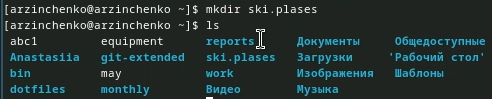 [arzinchenko@arzinchenko]$ mkdir ski.plases
[arzinchenko@arzinchenko]$ ls
abc1 equipment reports Документы Общедоступные
Anastasiia git-extended ski.plases Загрузки 'Рабочий стол'
bin may work Изображения Шаблоны
dotfiles monthly Видео Музыка